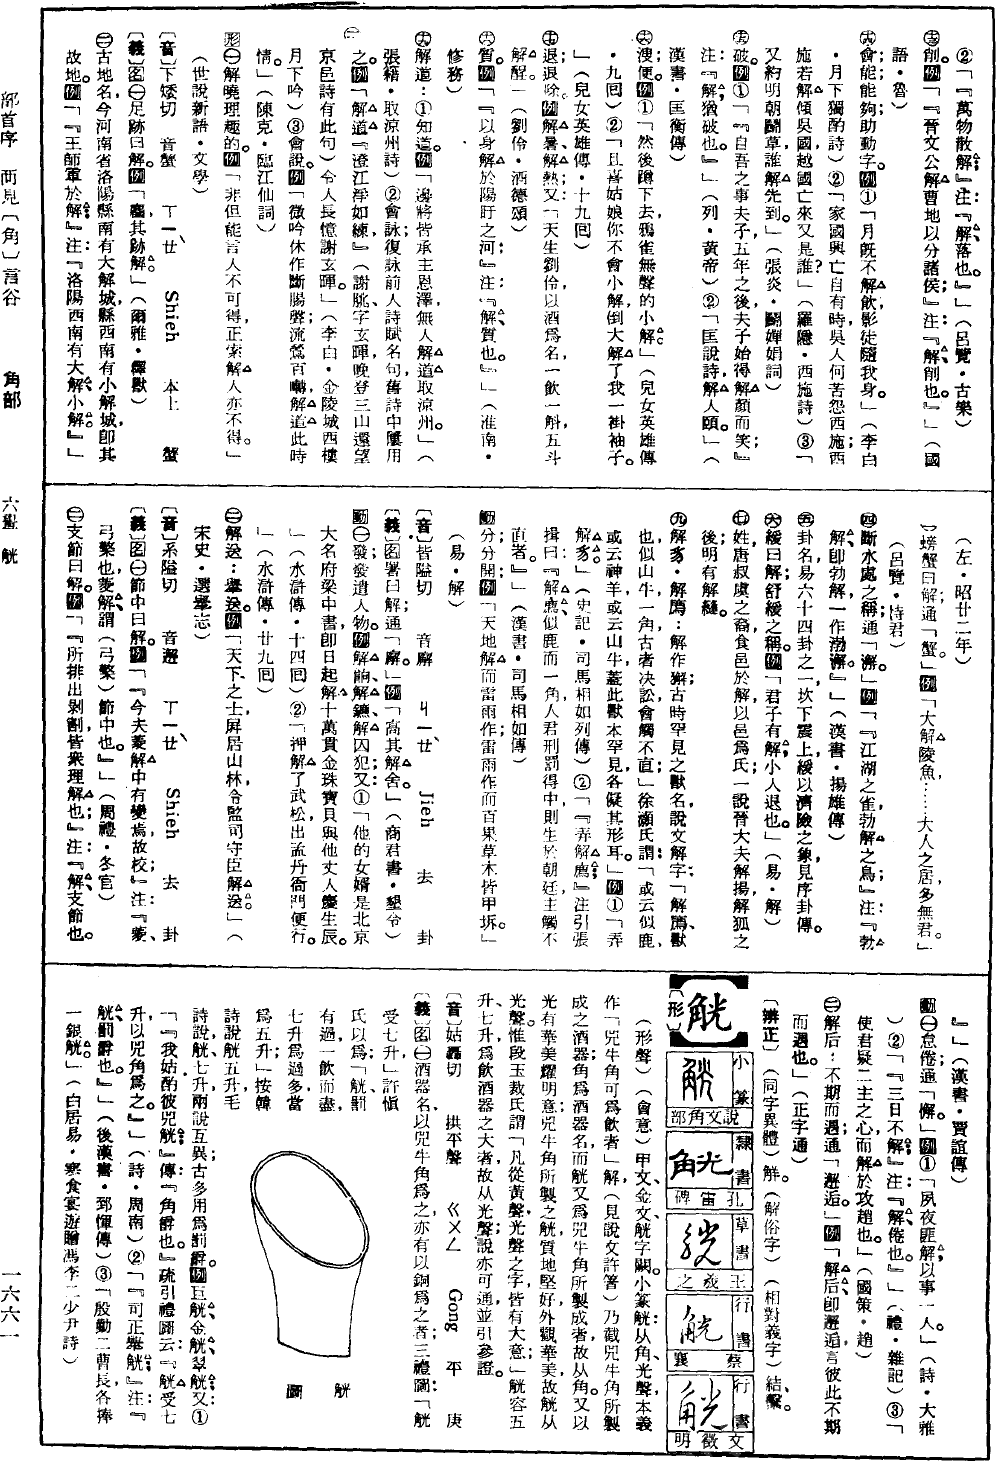 ②「『萬物散解』注:『解落也。』」(呂覽・古樂)
削。例「『晉文公解曹地以分諸侯』注:『解削也。』」(國
語・魯)
會;能;能夠;助動字。例①「月既不解飲,影徒隨我身。」(李白
・月下獨酌詩)②「家國興亡自有時,吳人何苦怨西施;西
施若解傾吳國,越國亡來又是誰?」(羅隱・西施詩)③「
又約明朝鬭草,誰解先到。」(張炎・鬭嬋娟詞)
破。例①「『自吾之事夫子,五年之後,夫子始得解顏而笑』
注:『解,猶破也。』」(列・黃帝)②「匡說詩,解人頤。」(
漢書・匡衡傳)
溲便。例①「然後蹲下去,鴉雀無聲的小解。」(兒女英雄傳
・九回)②「且喜姑娘你不會小解,倒大解了我一褂袖子。
」(兒女英雄傳・十九回)
退;退除。例解暑;解熱;又「天生劉伶,以酒爲名,一飲一斛,五斗
解酲。」(劉伶・酒德頌)
質。例「『以身解於陽盱之河』注:『解,質也。』」(淮南・
修務)
解道:①知道。例「邊將皆承主恩澤,無人解道取涼州。」(
張籍・取涼州詩)②會詠;復詠前人詩賦名句;舊詩中屢用
之。例「解道『澄江淨如練』(謝朓字玄暉,晚登三山還望
京邑詩有此句)令人長憶謝玄暉。」(李白・金陵城西樓
月下吟)③會說。例「微吟休作斷腸聲,流鶯百囀,解道此時
情。」(陳克・臨江仙詞)
形㊀解曉理趣的。例「非但能言人不可得,正索解人亦不得。」
(世說新語・文學)
〔音〕下㛂切 音蟹 ㄒㄧㄝˋ Shieh 本上 蟹
〔義〕图㊀足跡曰解。例「麕其跡解。」(爾雅・釋獸)
㊁古地名,今河南省洛陽縣南有大解城,縣西南有小解城,卽其
故地。例「『王師軍於解。』注:『洛陽西南有大解、小解。』」
(左・昭廿二年)
㊂螃蟹曰解,通「蟹。」例「大解陵魚……大人之居,多無君。」
(呂覽・恃君)
㊃斷水處之稱,通「澥。」例「『江湖之雀,勃解之鳥』注:『勃
解,卽勃解,一作渤澥。』」(漢書・揚雄傳)
㊄卦名,易六十四卦之一,坎下震上,緩以濟險之象,見序卦傳。
㊅緩曰解,舒緩之稱。例「君子有解,小人退也。」(易・解)
㊆姓,唐叔虞之裔,食邑於解,以邑爲氏;一說晉大夫解揚、解狐之
後,明有解縉。
㊈解豸・解廌:解作獬,古時罕見之獸名,說文解字:「解廌,獸
也,似山牛,一角,古者決訟,令觸不直。」徐灝氏謂:「或云似鹿,
或云神羊,或云山牛,蓋此獸本罕見,各儗其形耳。」例①「弄
解豸。」(史記・司馬相如列傳)②「『弄解廌』注引張
揖曰:『解廌似鹿而一角,人君刑罰得中,則生於朝廷,主觸不
直者。』」(漢書・司馬相如傳)
動㊀分;分開。例「天地解而雷雨作,雷雨作而百果草木皆甲坼。」
(易・解)
〔音〕皆隘切 音廨 ㄐㄧㄝˋ Jieh 去 卦
〔義〕图署曰解,通「廨。」例「高其解舍。」(商君書・墾令)
動㊀發;發遣人物。例解餉;解鑣;解囚犯;又:①「他的女婿是北京
大名府梁中書,卽日起解十萬貫金珠寶貝與他丈人慶生辰。
」(水滸傳・十四回)②「押解了武松,出孟丹衙門便行。
」(水滸傳・廿九回)
㊁解送:舉送。例「天下之士,屏居山林,令監司守臣解送。」(
宋史・選舉志)
〔音〕系隘切 音邂 ㄒㄧㄝˋ Shieh 去 卦
〔義〕图㊀節中曰解。例「『今夫菱解中有變焉,故校』注:『菱、
弓檠也;菱解,謂(弓檠)節中也。』」(周禮・冬官)
㊁支節曰解。例「『所排出剝割皆衆理解也』注:『解,支節也。
』」(漢書・賈誼傳)
動㊀怠倦,通「懈。」例①「夙夜匪解,以事一人。」(詩・大雅
)②「『三日不解』注:『解,倦也。』」(禮・雜記)③「
使君疑二主之心,而解於攻趙也。」(國策・趙)
㊁解后:不期而遇,通「邂逅。」例「解后,卽邂逅,言彼此不期
而遇也。」(正字通)
〔辨正〕(同字異體)觧。(解俗字)(相對義字)結、繫。
觥
〔形〕
小篆 說文角部
隸書 孔宙碑
草書 王羲之
行書 蔡襄
行書 文徵明
(形聲)(會意)甲文、金文觥字闕。小篆觥:从角,光聲,本義
作「兕牛角可爲飲者」解,(見說文許箸)乃截兕牛角所製
成之酒器;角爲酒器名,而觥又爲兕牛角所製成者,故从角。又以
光有華美耀明意,兕牛角所製之觥,質地堅好,外觀華美,故觥从
光聲。惟段玉裁氏謂「凡从黃聲、光聲之字,皆有大意。」觥容五
升、七升,爲飲酒器之大者,故从光聲。說亦可通,並引參證。
〔音〕姑轟切 拱平聲 ㄍㄨㄥ Gong 平 庚
〔義〕图㊀酒器名,以兕牛角爲之,亦有以銅爲之者;三禮圖:「觥
受七升;」許愼
氏以爲:「觥罰
有過,一飲而盡,
七升爲過多,當
爲五升;」按韓
詩說觥五升,毛
詩說觥七升,兩說互異;古多用爲罰爵。例巨觥;金觥;翠觥;又:①
「『我姑酌彼兕觥。』傳:『角爵也。』疏引禮圖云:『觥受七
升,以兕角爲之。』」(詩・周南)②「『司正舉觥』注:『
觥,罰爵也。』」(後漢書・郅惲傳)③「殷勤二曹長,各捧
一銀觥。」(白居易・寒食宴遊贈馮李二少尹詩)
觥圖
部首序 両見〔角〕言谷 角部 六畫 觥 一六六一